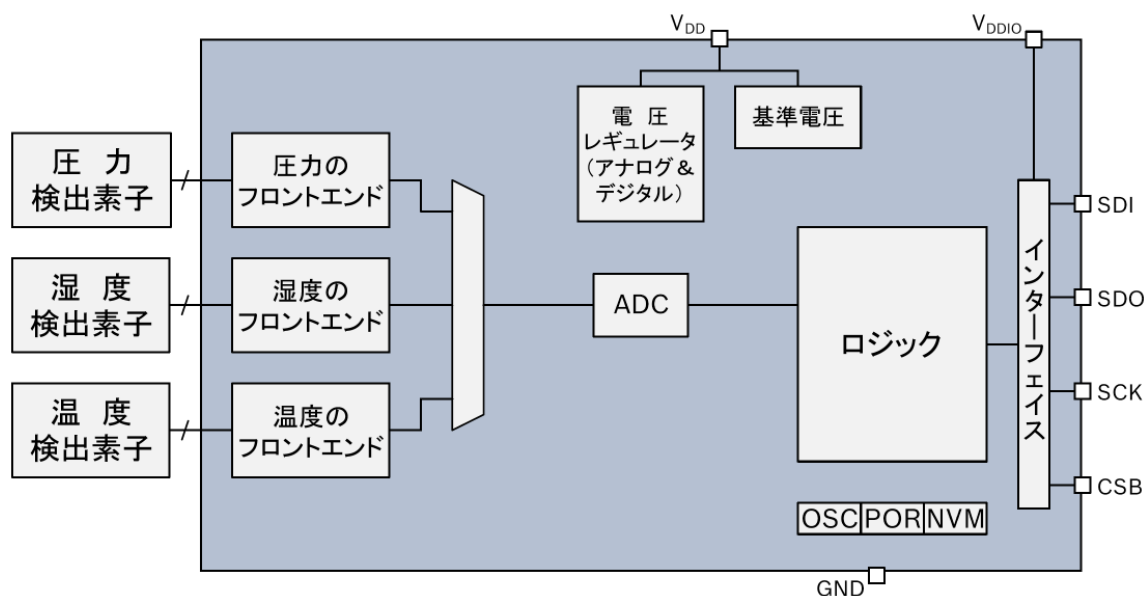 VDD
VDDIO
電 圧
レギュレータ
（アナログ＆
デジタル）
基準電圧
圧 力
検出素子
圧力の
フロントエンド
湿 度
検出素子
湿度の
フロントエンド
温 度
検出素子
温度の
フロントエンド
ADC
ロジック
インターフェイス
SDI
SDO
SCK
CSB
OSC POR NVM
GND